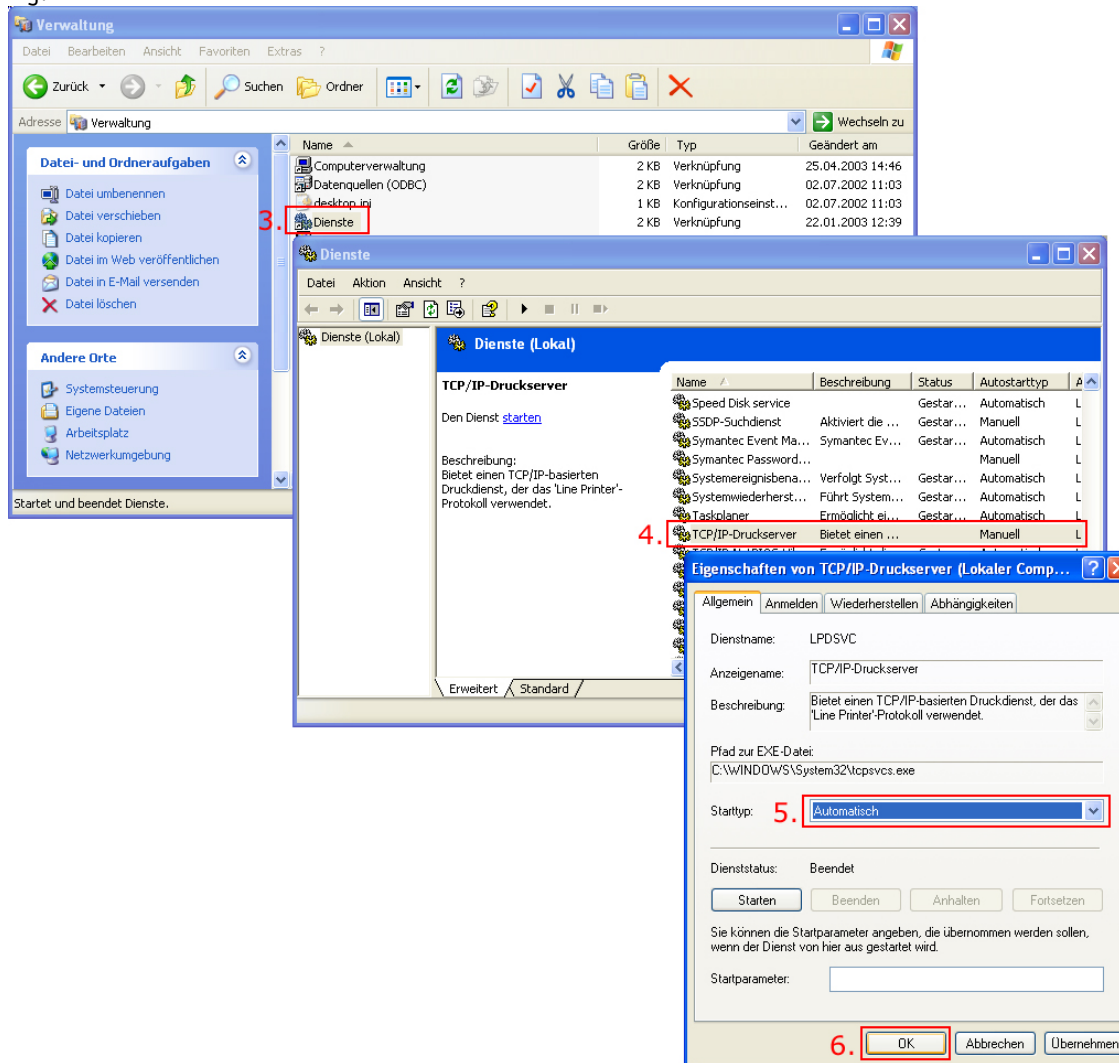 Verwaltung
Datei Bearbeiten Ansicht Favoriten Extras ?
Zurück Suchen Ordner
Adresse Verwaltung Wechseln zu
Datei- und Ordneraufgaben
Datei umbenennen
Datei verschieben
Datei kopieren
Datei im Web veröffentlichen
Datei in E-Mail versenden
Datei löschen
Andere Orte
Systemsteuerung
Eigene Dateien
Arbeitsplatz
Netzwerkumgebung
Name Größe Typ Geändert am
Computerverwaltung 2 KB Verknüpfung 25.04.2003 14:46
Datenquellen (ODBC) 2 KB Verknüpfung 02.07.2002 11:03
desktop.ini 1 KB Konfigurationseinst... 02.07.2002 11:03
3. Dienste 2 KB Verknüpfung 22.01.2003 12:39
Startet und beendet Dienste.
Dienste
Datei Aktion Ansicht ?
Dienste (Lokal)
Dienste (Lokal)
TCP/IP-Druckserver
Den Dienst starten
Beschreibung:
Bietet einen TCP/IP-basierten
Druckdienst, der das 'Line Printer'-
Protokoll verwendet.
Name Beschreibung Status Autostarttyp A
Speed Disk service Gestar... Automatisch L
SSDP-Suchdienst Aktiviert die ... Gestar... Manuell L
Symantec Event Ma... Symantec Ev... Gestar... Automatisch L
Symantec Password... Manuell L
Systemereignisbena... Verfolgt Syst... Gestar... Automatisch L
Systemwiederherst... Führt System... Gestar... Automatisch L
Taskplaner Ermöglicht ei... Gestar... Automatisch L
4. TCP/IP-Druckserver Bietet einen ... Manuell L
Erweitert Standard
Eigenschaften von TCP/IP-Druckserver (Lokaler Comp... ?
Allgemein Anmelden Wiederherstellen Abhängigkeiten
Dienstname: LPDSVC
Anzeigename: TCP/IP-Druckserver
Beschreibung: Bietet einen TCP/IP-basierten Druckdienst, der das
'Line Printer'-Protokoll verwendet.
Pfad zur EXE-Datei:
C:\WINDOWS\System32\tcpsvcs.exe
Starttyp: 5. Automatisch
Dienststatus: Beendet
Starten Beenden Anhalten Fortsetzen
Sie können die Startparameter angeben, die übernommen werden sollen,
wenn der Dienst von hier aus gestartet wird.
Startparameter:
6. OK Abbrechen Übernehmen